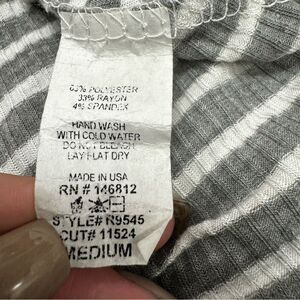 63% POLYESTER
33% RAYON
4% SPANDEX
HAND WASH
WITH COLD WATER
DO NOT BLEACH
LAY FLAT DRY
MADE IN USA
RN # 146812
STYLE# R9545
CUT# 11524
MEDIUM